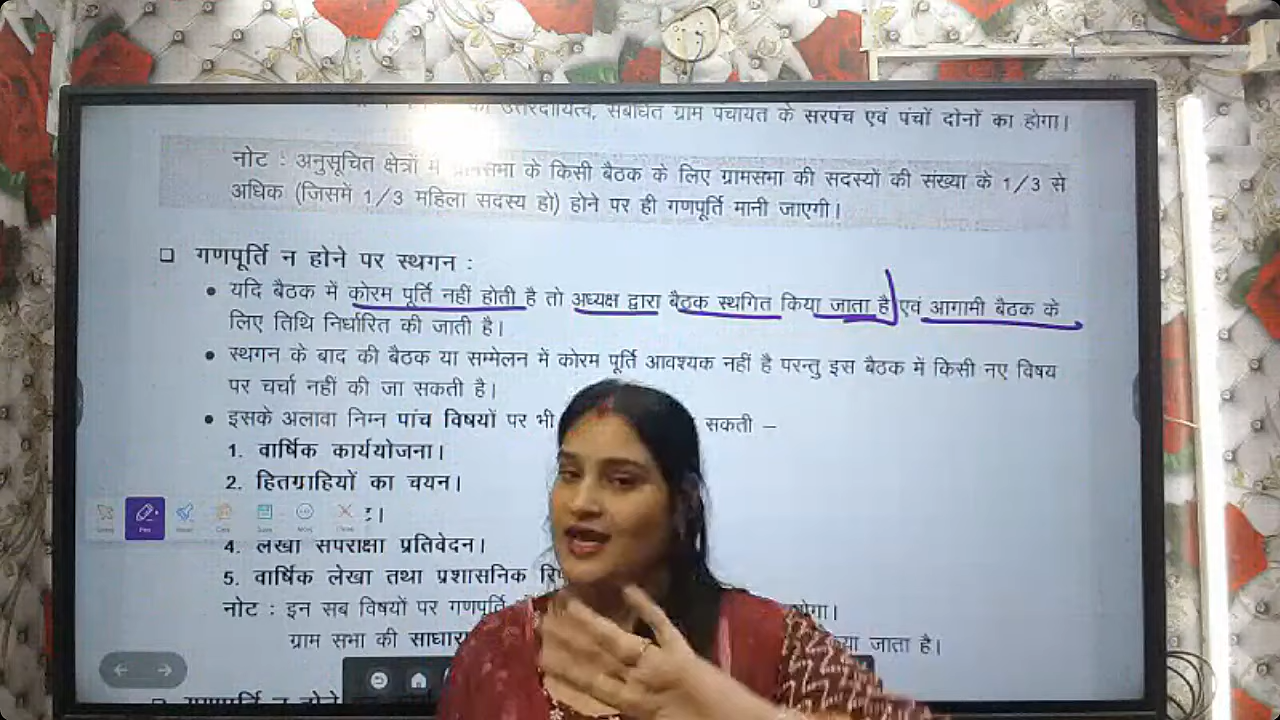 उत्तरदायित्व, संबंधित ग्राम पंचायत के सरपंच एवं पंचों दोनों का होगा।
नोट : अनुसूचित क्षेत्रों में ग्रामसभा के किसी बैठक के लिए ग्रामसभा की सदस्यों की संख्या के 1/3 से
अधिक (जिसमें 1/3 महिला सदस्य हो) होने पर ही गणपूर्ति मानी जाएगी।
❑ गणपूर्ति न होने पर स्थगन :
• यदि बैठक में कोरम पूर्ति नहीं होती है तो अध्यक्ष द्वारा बैठक स्थगित किया जाता है एवं आगामी बैठक के
लिए तिथि निर्धारित की जाती है।
• स्थगन के बाद की बैठक या सम्मेलन में कोरम पूर्ति आवश्यक नहीं है परन्तु इस बैठक में किसी नए विषय
पर चर्चा नहीं की जा सकती है।
• इसके अलावा निम्न पांच विषयों पर भी सकती –
1. वार्षिक कार्ययोजना।
2. हितग्राहियों का चयन।
4. लेखा संपरीक्षा प्रतिवेदन।
5. वार्षिक लेखा तथा प्रशासनिक
नोट : इन सब विषयों पर गणपूर्ति होगा।
ग्राम सभा की जाता है।
गणपूर्ति न होने